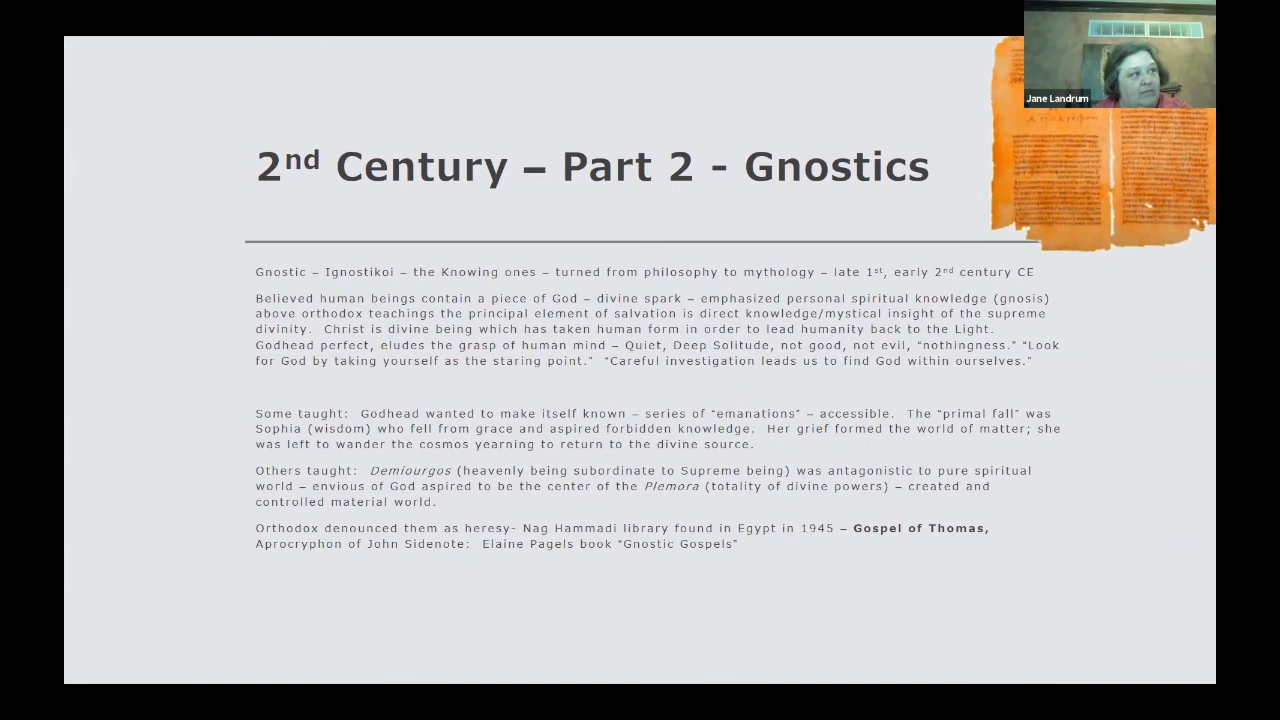 Jane Landrum
2nd Century – Part 2 - Gnostics
Gnostic – Ignostikoi – the Knowing ones – turned from philosophy to mythology – late 1st, early 2nd century CE
Believed human beings contain a piece of God – divine spark – emphasized personal spiritual knowledge (gnosis)
above orthodox teachings the principal element of salvation is direct knowledge/mystical insight of the supreme
divinity. Christ is divine being which has taken human form in order to lead humanity back to the Light.
Godhead perfect, eludes the grasp of human mind – Quiet, Deep Solitude, not good, not evil, "nothingness." "Look
for God by taking yourself as the staring point." "Careful investigation leads us to find God within ourselves."
Some taught: Godhead wanted to make itself known – series of "emanations" – accessible. The "primal fall" was
Sophia (wisdom) who fell from grace and aspired forbidden knowledge. Her grief formed the world of matter; she
was left to wander the cosmos yearning to return to the divine source.
Others taught: Demiourgos (heavenly being subordinate to Supreme being) was antagonistic to pure spiritual
world – envious of God aspired to be the center of the Plemora (totality of divine powers) – created and
controlled material world.
Orthodox denounced them as heresy- Nag Hammadi library found in Egypt in 1945 – Gospel of Thomas,
Aprocryphon of John Sidenote: Elaine Pagels book "Gnostic Gospels"